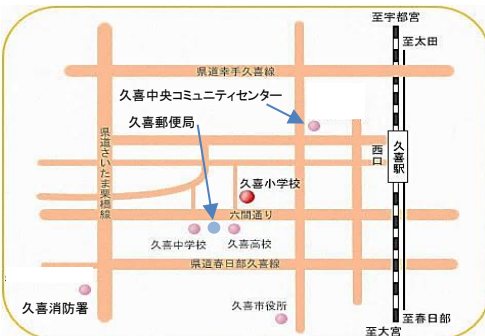 至宇都宮
至太田
県道幸手久喜線
久喜中央コミュニティセンター
久喜郵便局
県道さいたま栗橋線
西口
久喜駅
久喜小学校
六間通り
久喜中学校
久喜高校
県道春日部久喜線
久喜消防署
久喜市役所
至春日部
至大宮